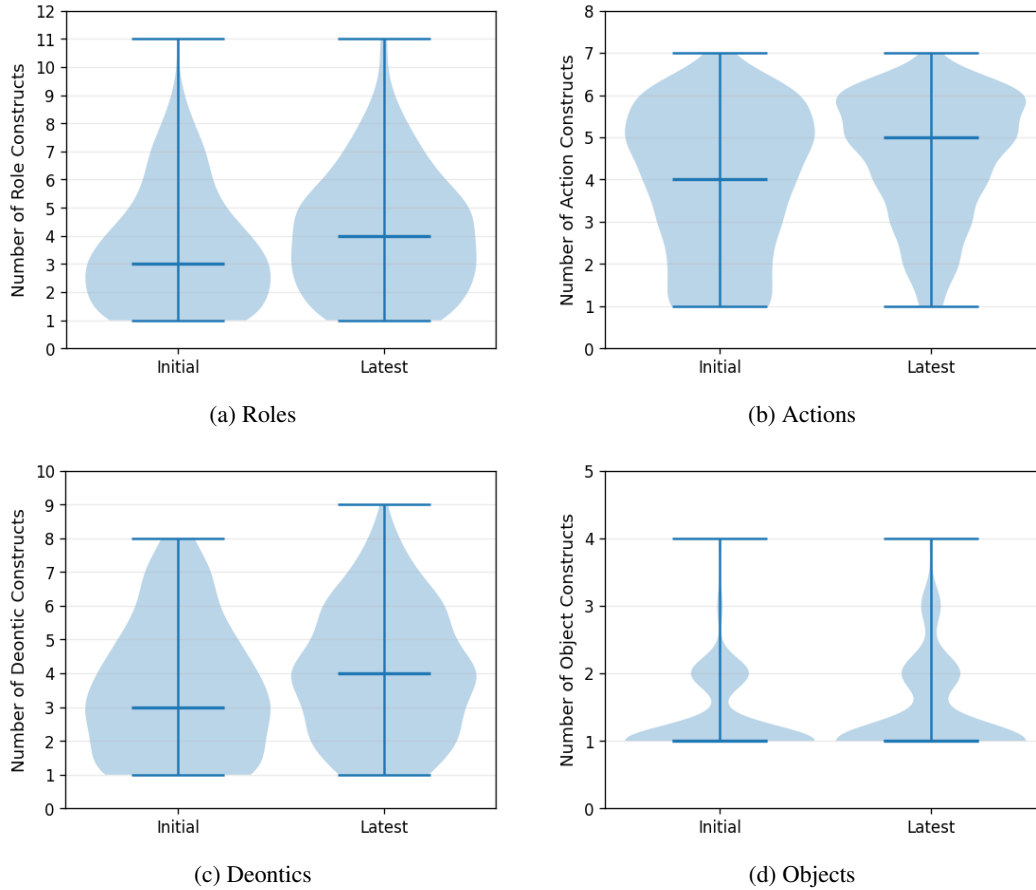 12
11
10
9
8
7
6
5
4
3
2
1
0
Number of Role Constructs
Initial
Latest
(a) Roles
8
7
6
5
4
3
2
1
0
Number of Action Constructs
Initial
Latest
(b) Actions
10
9
8
7
6
5
4
3
2
1
0
Number of Deontic Constructs
Initial
Latest
(c) Deontics
5
4
3
2
1
0
Number of Object Constructs
Initial
Latest
(d) Objects